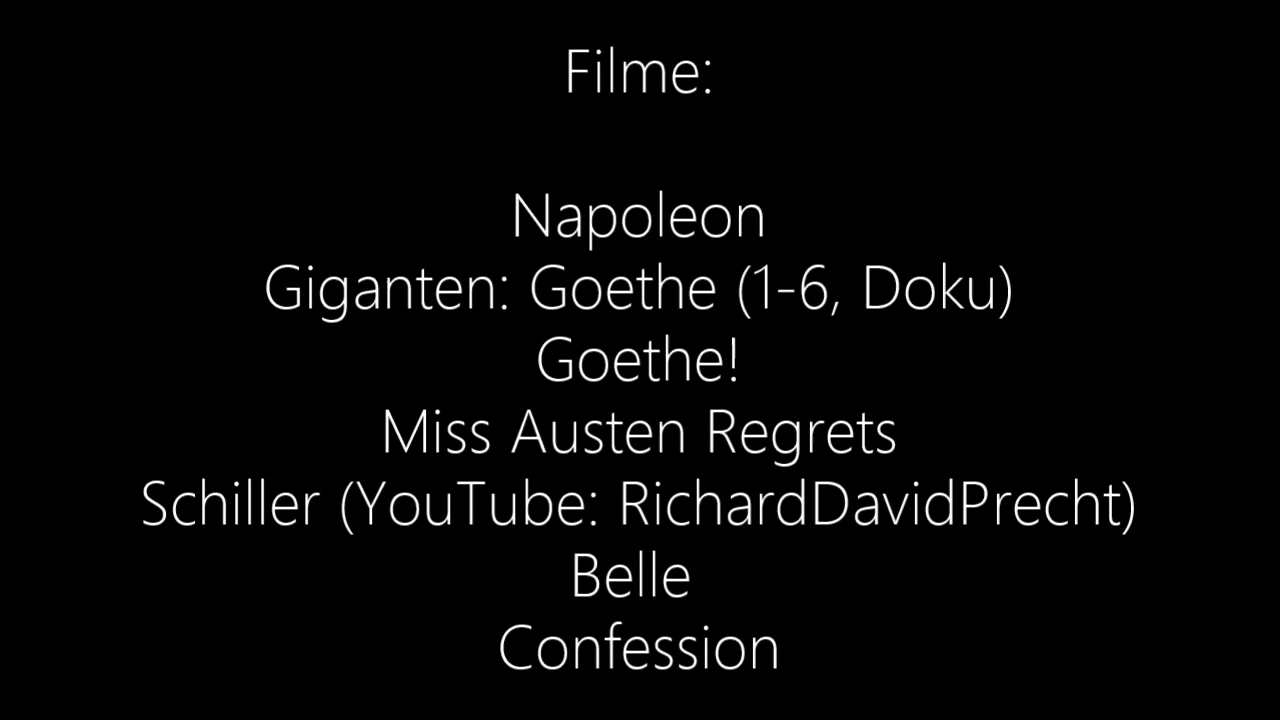 Filme:
Napoleon
Giganten: Goethe (1-6, Doku)
Goethe!
Miss Austen Regrets
Schiller (YouTube: RichardDavidPrecht)
Belle
Confession